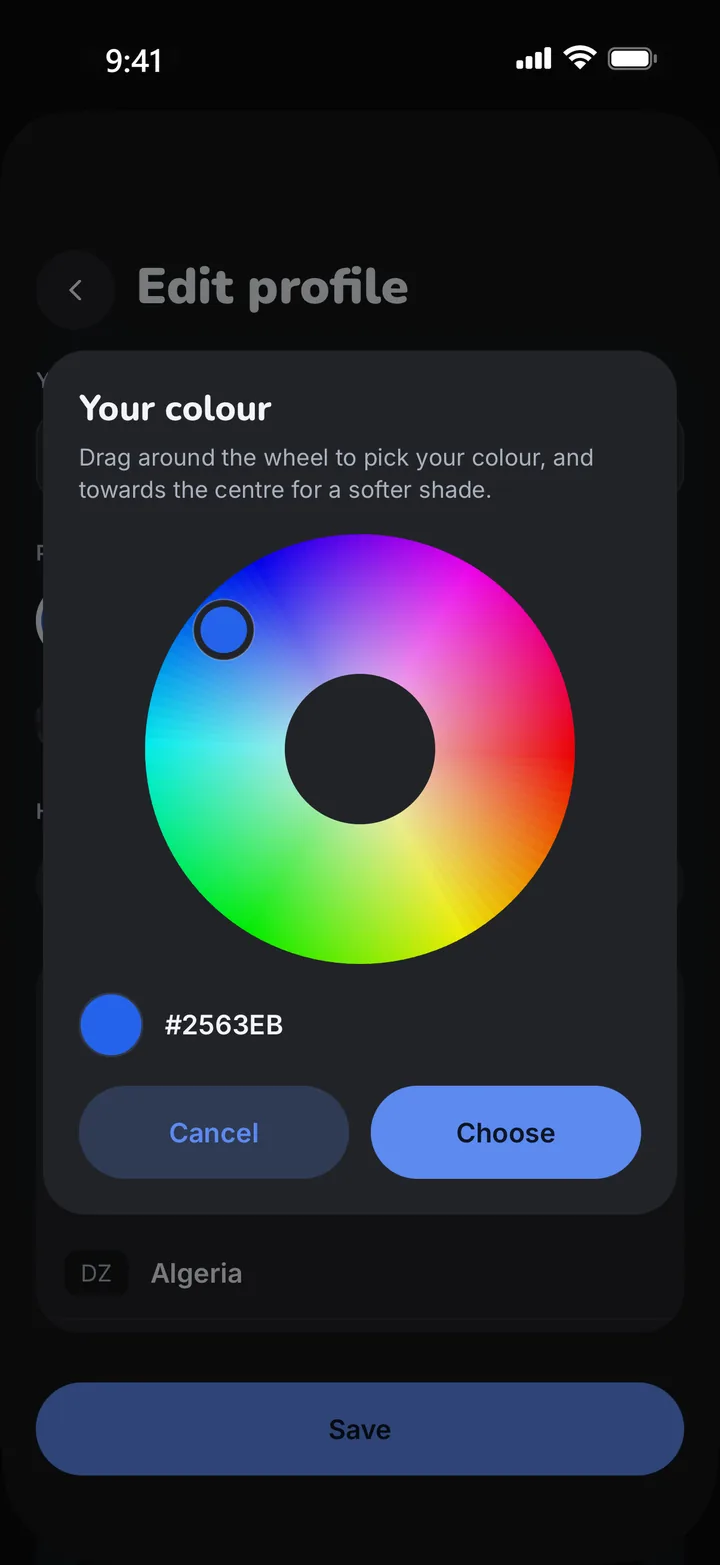 9:41
Edit profile
Your colour
Drag around the wheel to pick your colour, and
towards the centre for a softer shade.
#2563EB
Cancel
Choose
DZ
Algeria
Save